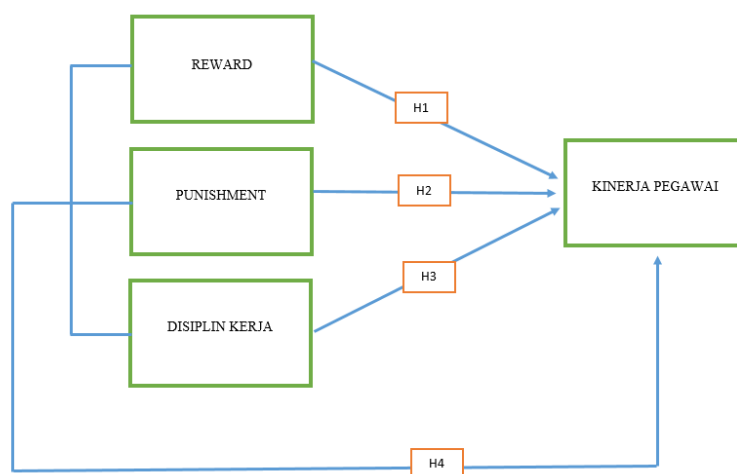 REWARD
H1
PUNISHMENT
H2
KINERJA PEGAWAI
H3
DISIPLIN KERJA
H4